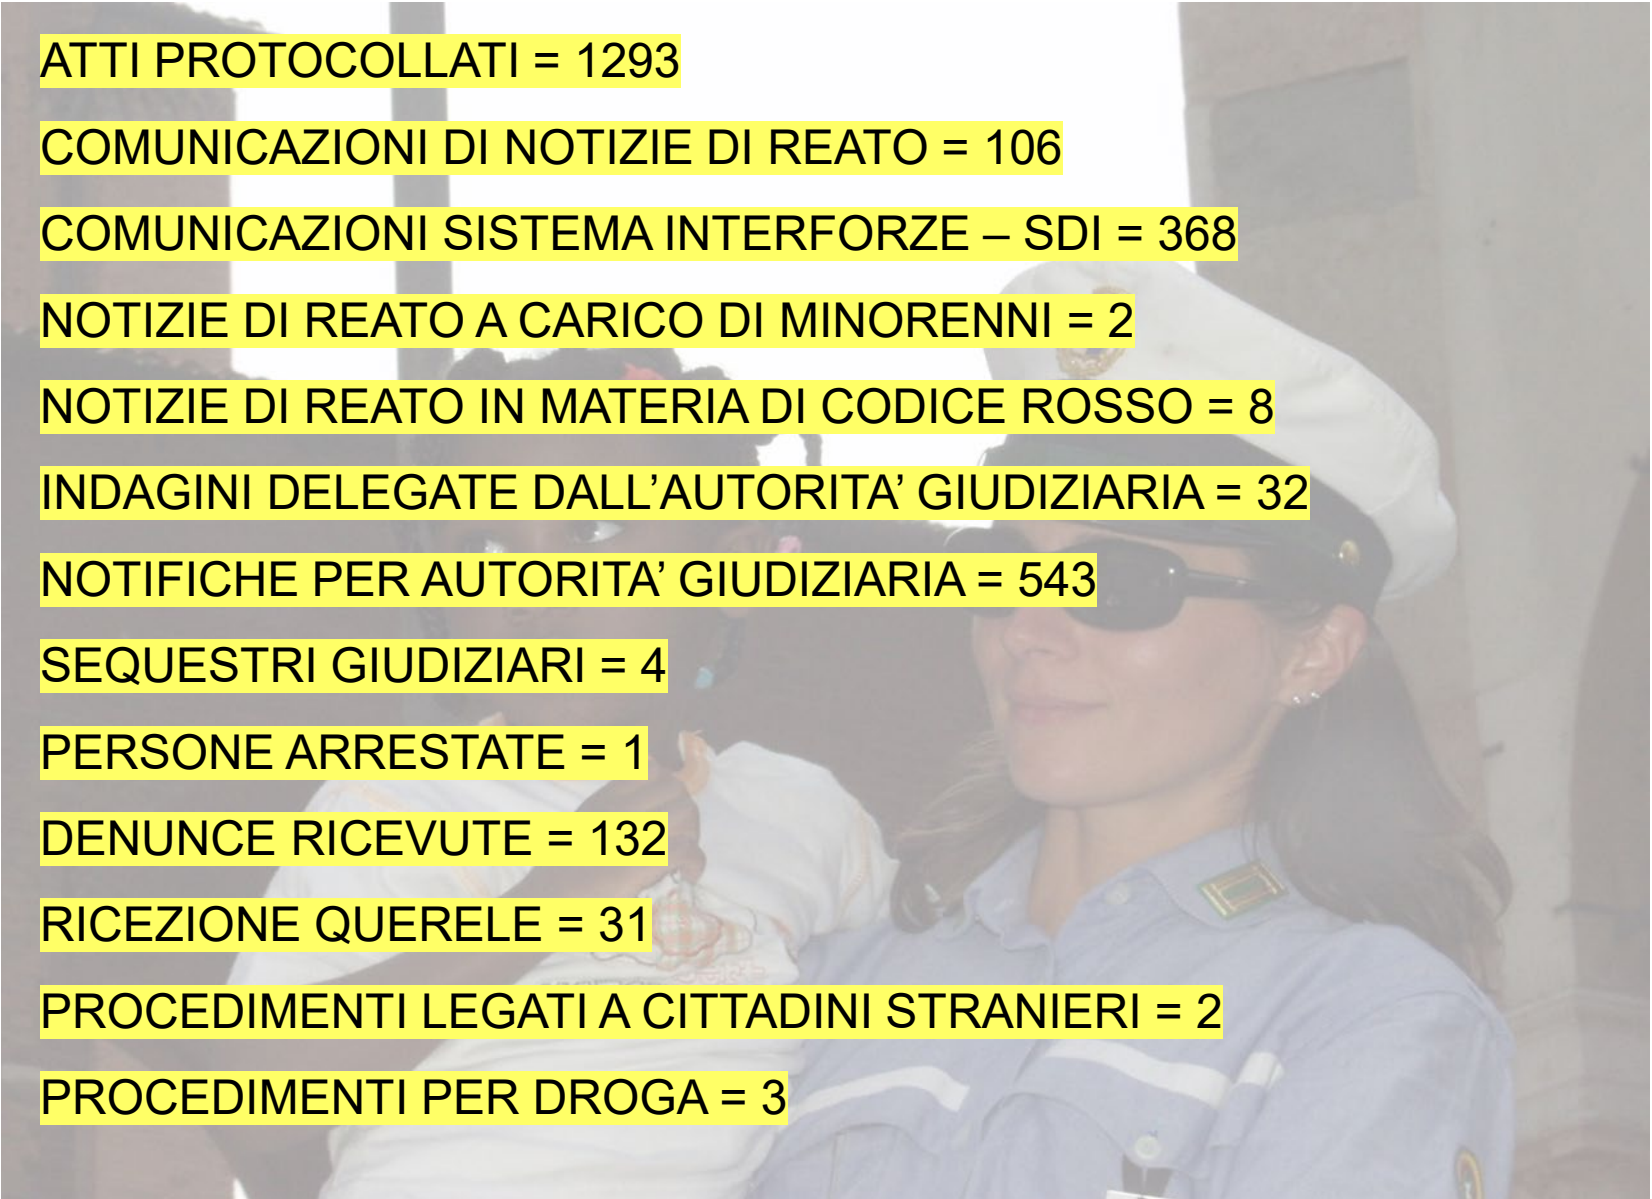 ATTI PROTOCOLLATI = 1293
COMUNICAZIONI DI NOTIZIE DI REATO = 106
COMUNICAZIONI SISTEMA INTERFORZE – SDI = 368
NOTIZIE DI REATO A CARICO DI MINORENNI = 2
NOTIZIE DI REATO IN MATERIA DI CODICE ROSSO = 8
INDAGINI DELEGATE DALL’AUTORITA’ GIUDIZIARIA = 32
NOTIFICHE PER AUTORITA’ GIUDIZIARIA = 543
SEQUESTRI GIUDIZIARI = 4
PERSONE ARRESTATE = 1
DENUNCE RICEVUTE = 132
RICEZIONE QUERELE = 31
PROCEDIMENTI LEGATI A CITTADINI STRANIERI = 2
PROCEDIMENTI PER DROGA = 3